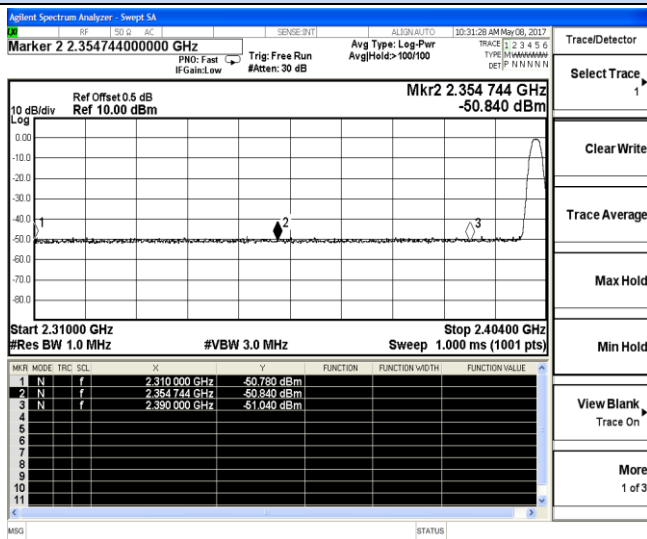 Agilent Spectrum Analyzer - Swept SA
RF 50 Ω AC SENSE:INT ALIGN AUTO 10:31:28 AM May 08, 2017
Marker 2 2.354744000000 GHz
PNO: Fast
IFGain:Low
Trig: Free Run
#Atten: 30 dB
Avg Type: Log-Pwr
Avg|Hold:>100/100
TRACE 1 2 3 4 5 6
TYPE M
DET P N N N N N
Ref Offset 0.5 dB
10 dB/div Ref 10.00 dBm
Log
Mkr2 2.354 744 GHz
-50.840 dBm
0.00
-10.0
-20.0
-30.0
-40.0
-50.0
-60.0
-70.0
-80.0
1
2
3
Start 2.31000 GHz Stop 2.40400 GHz
#Res BW 1.0 MHz #VBW 3.0 MHz Sweep 1.000 ms (1001 pts)
MKR MODE TRC SCL X Y FUNCTION FUNCTION WIDTH FUNCTION VALUE
1 N f 2.310 000 GHz -50.780 dBm
2 N f 2.354 744 GHz -50.840 dBm
3 N f 2.390 000 GHz -51.040 dBm
4
5
6
7
8
9
10
11
MSG STATUS
Trace/Detector
Select Trace
1
Clear Write
Trace Average
Max Hold
Min Hold
View Blank
Trace On
More
1 of 3